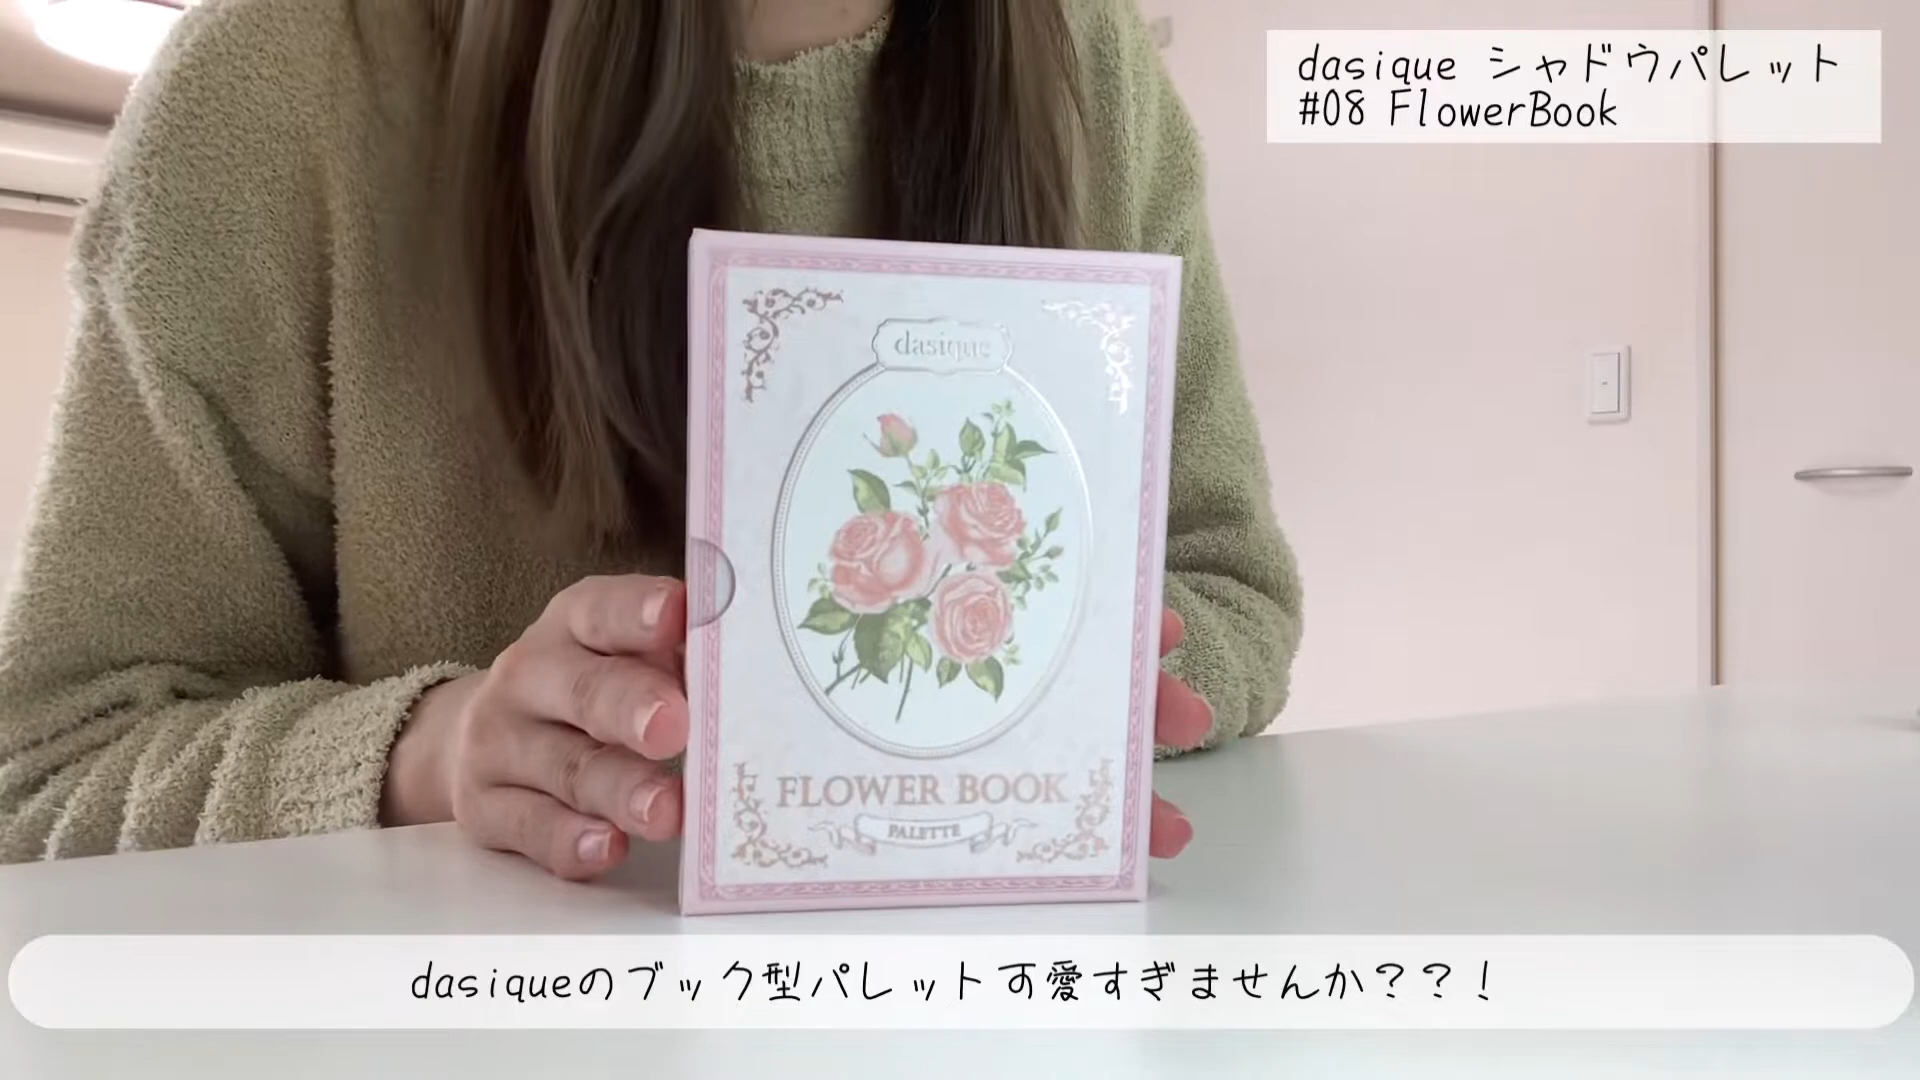 dasique シャドウパレット
#08 FlowerBook
dasique
FLOWER BOOK
PALETTE
dasiqueのブック型パレット可愛すぎませんか？？！